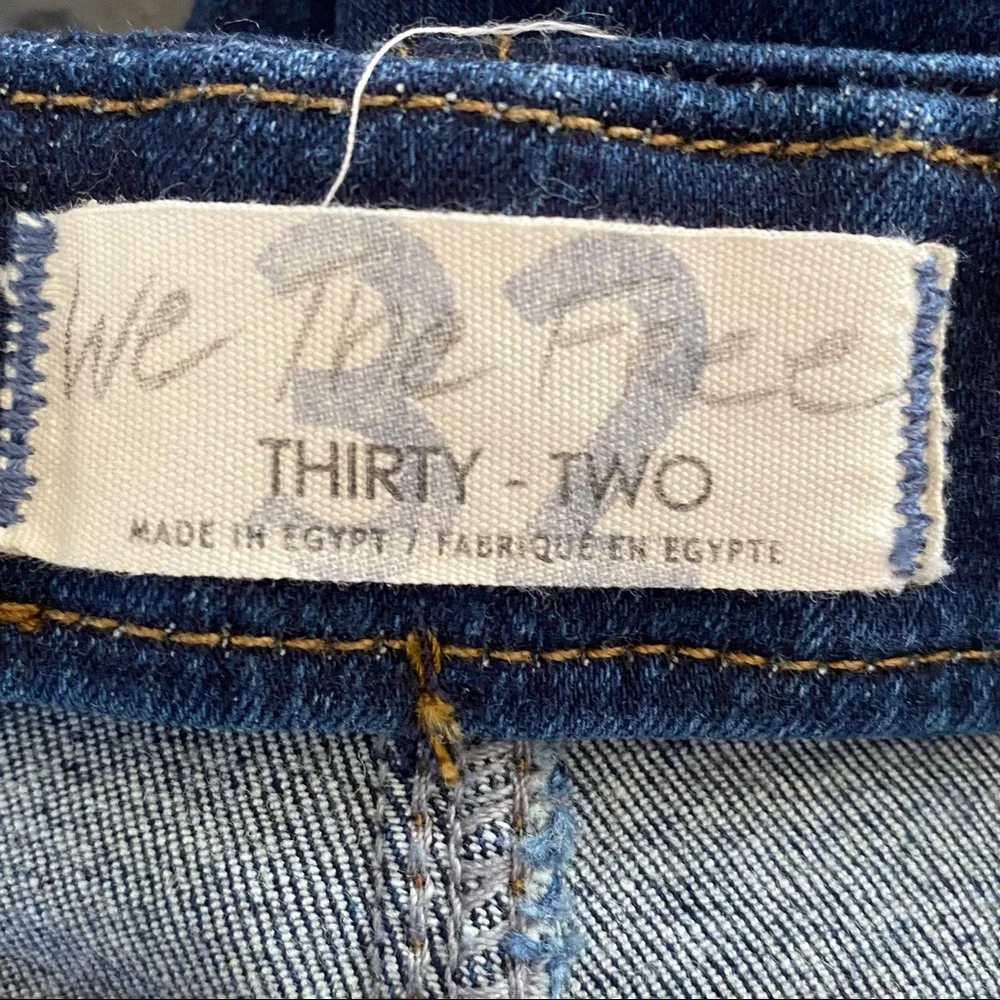 32
We The Free
THIRTY - TWO
MADE IN EGYPT / FABRIQUE EN EGYPTE